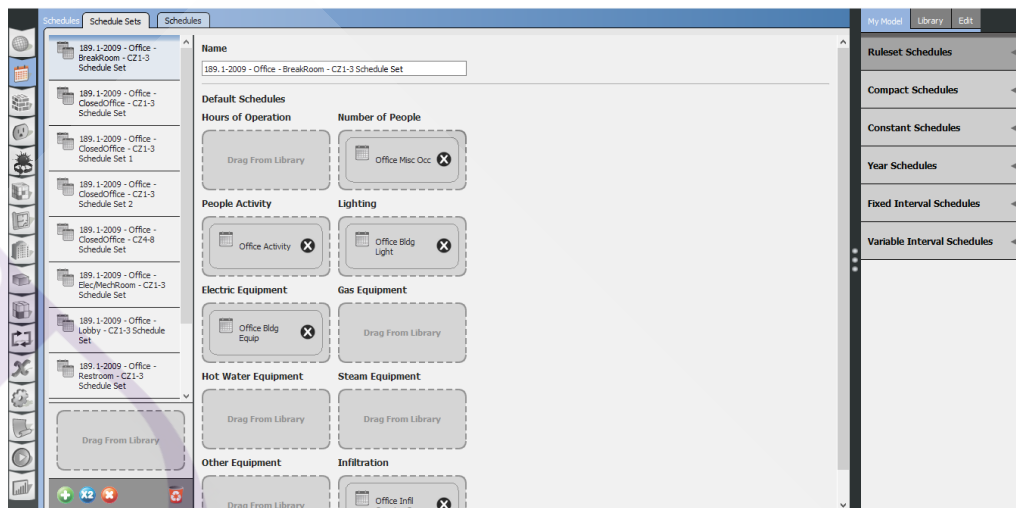 Schedules
Schedule Sets
Schedules
189.1-2009 - Office -
BreakRoom - CZ1-3
Schedule Set
189.1-2009 - Office -
ClosedOffice - CZ1-3
Schedule Set
189.1-2009 - Office -
ClosedOffice - CZ1-3
Schedule Set 1
189.1-2009 - Office -
ClosedOffice - CZ1-3
Schedule Set 2
189.1-2009 - Office -
ClosedOffice - CZ4-8
Schedule Set
189.1-2009 - Office -
Elec/MechRoom - CZ1-3
Schedule Set
189.1-2009 - Office -
Lobby - CZ1-3 Schedule
Set
189.1-2009 - Office -
Restroom - CZ1-3
Schedule Set
Drag From Library
X2
Name
189.1-2009 - Office - BreakRoom - CZ1-3 Schedule Set
Default Schedules
Hours of Operation
Number of People
Drag From Library
Office Misc Occ
People Activity
Lighting
Office Activity
Office Bldg
Light
Electric Equipment
Gas Equipment
Office Bldg
Equip
Drag From Library
Hot Water Equipment
Steam Equipment
Drag From Library
Drag From Library
Other Equipment
Infiltration
Drag From Library
Office Infil
My Model
Library
Edit
Ruleset Schedules
Compact Schedules
Constant Schedules
Year Schedules
Fixed Interval Schedules
Variable Interval Schedules